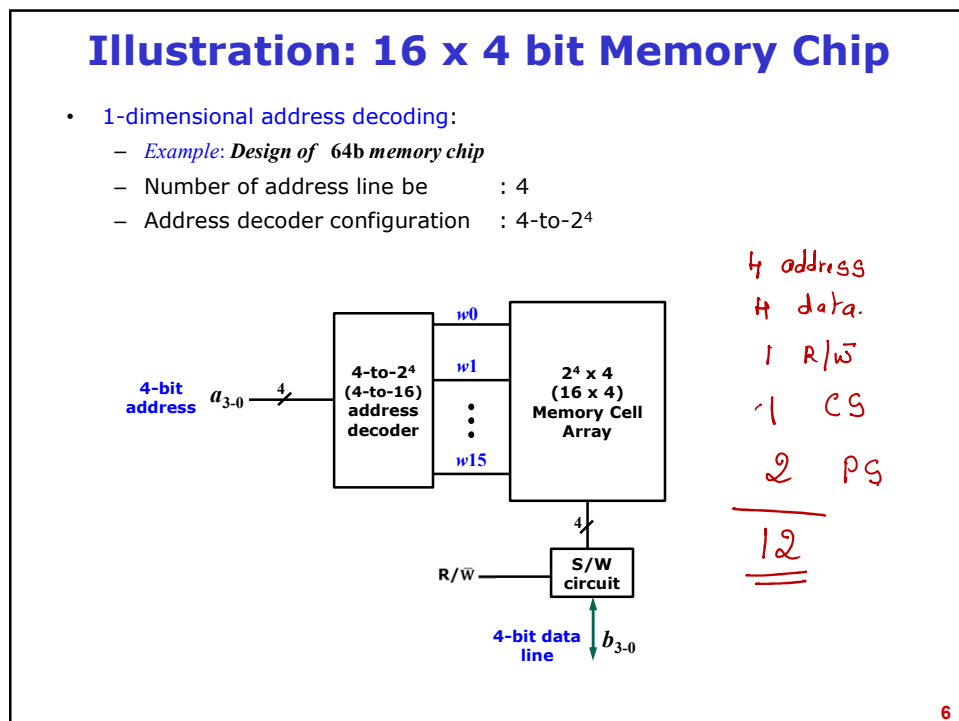 Illustration: 16 x 4 bit Memory Chip
• 1-dimensional address decoding:
– Example: Design of 64b memory chip
– Number of address line be : 4
– Address decoder configuration : 4-to-2⁴
4-bit
address
a₃₋₀
4
4-to-2⁴
(4-to-16)
address
decoder
w0
w1
w15
2⁴ x 4
(16 x 4)
Memory Cell
Array
4
R/w̄
S/W
circuit
4-bit data
line
b₃₋₀
4 address
4 data.
1 R/w̄
1 CS
2 PS
12
6